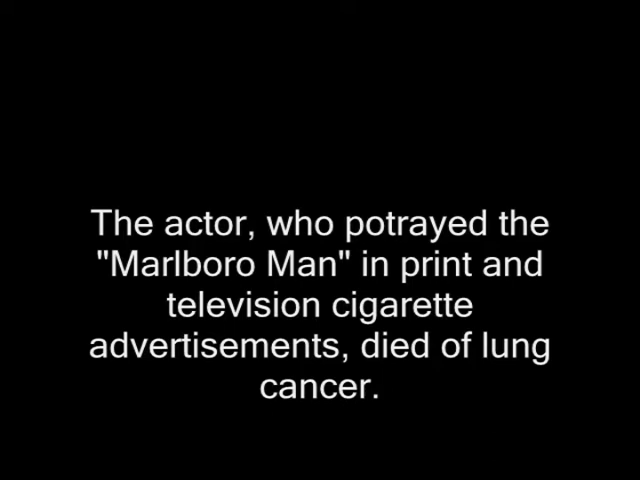 The actor, who potrayed the
"Marlboro Man" in print and
television cigarette
advertisements, died of lung
cancer.